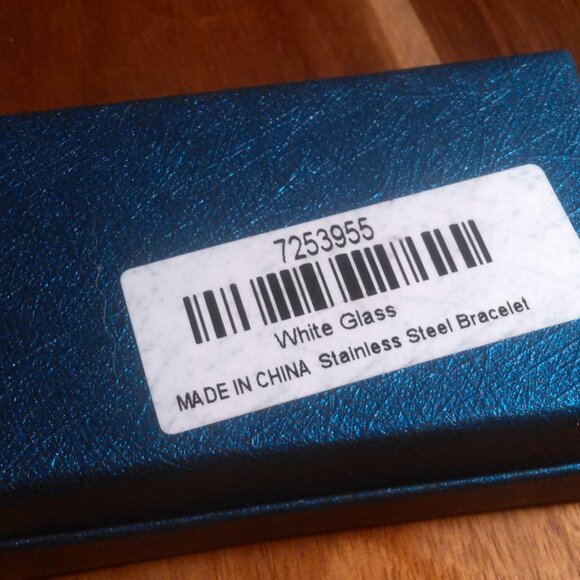 7253955
White Glass
MADE IN CHINA Stainless Steel Bracelet